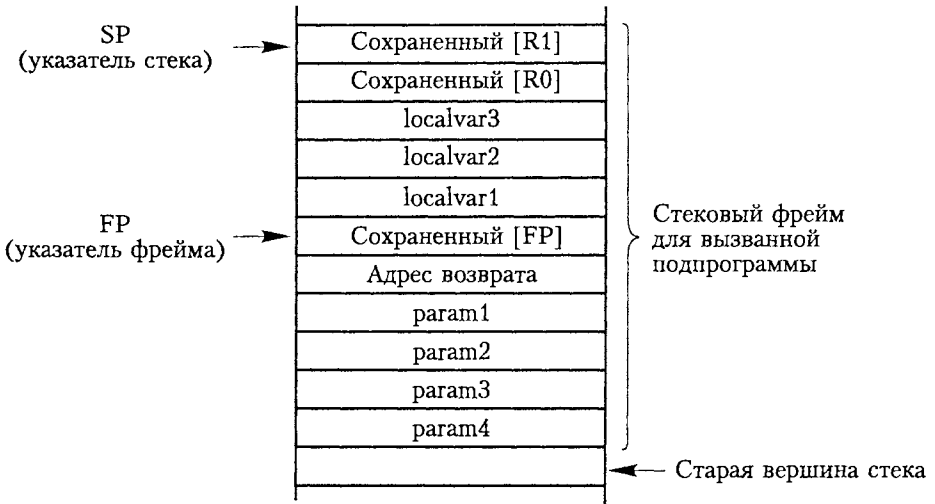 SP
(указатель стека)
Сохраненный [R1]
Сохраненный [R0]
localvar3
localvar2
localvar1
FP
(указатель фрейма)
Сохраненный [FP]
Адрес возврата
param1
param2
param3
param4
Стековый фрейм
для вызванной
подпрограммы
Старая вершина стека